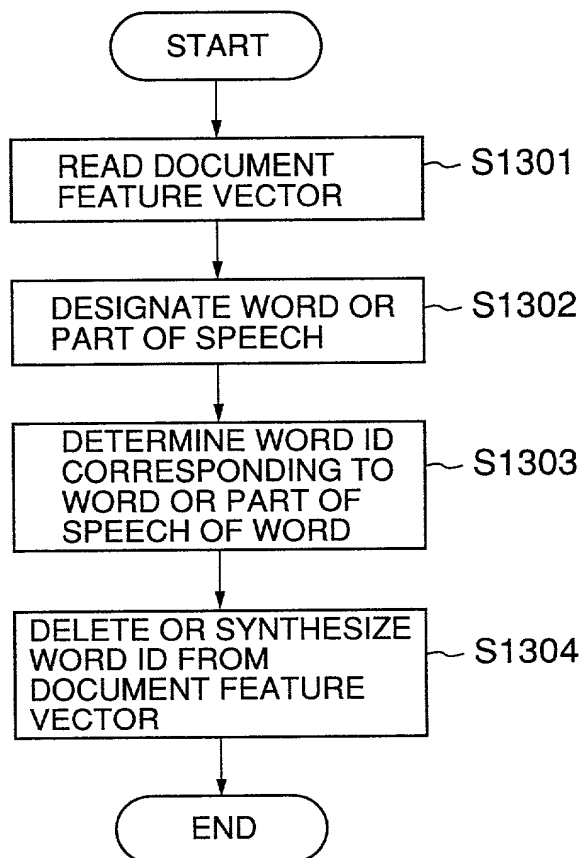 START
READ DOCUMENT
FEATURE VECTOR
S1301
DESIGNATE WORD OR
PART OF SPEECH
S1302
DETERMINE WORD ID
CORRESPONDING TO
WORD OR PART OF
SPEECH OF WORD
S1303
DELETE OR SYNTHESIZE
WORD ID FROM
DOCUMENT FEATURE
VECTOR
S1304
END